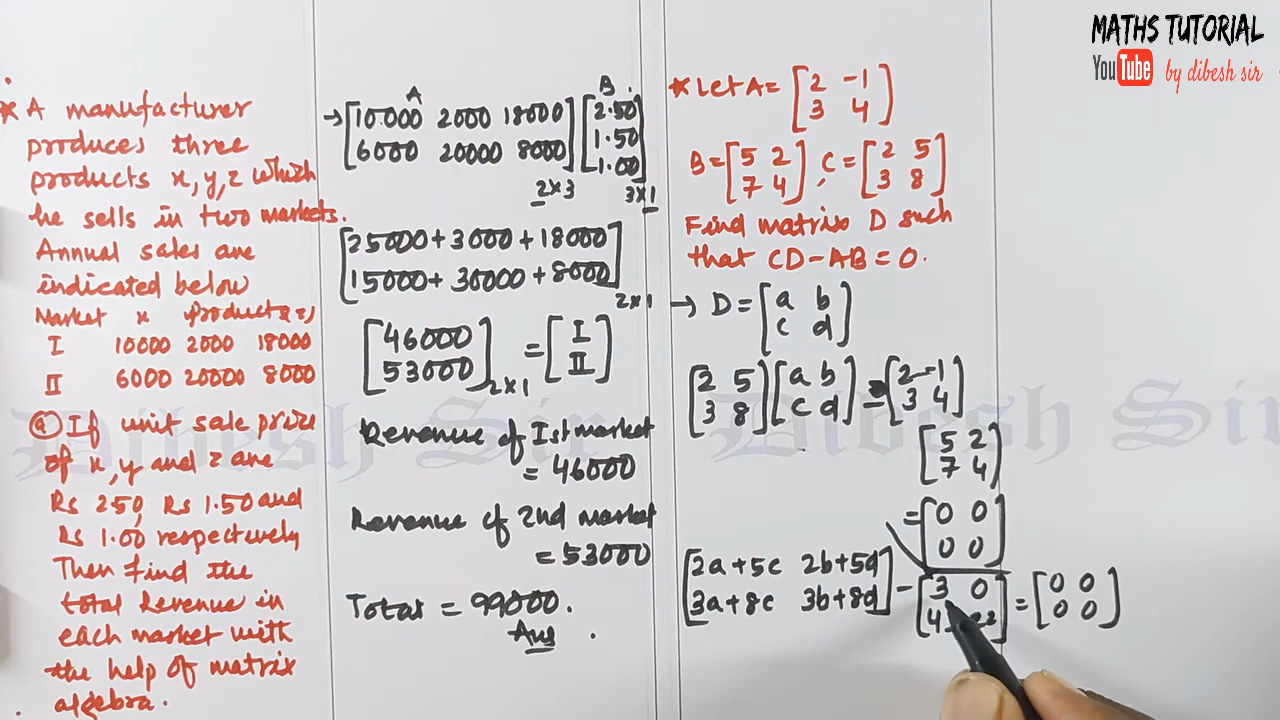 MATHS TUTORIAL
YouTube by dibesh sir
* A manufacturer
produces three
products x, y, z which
he sells in two markets.
Annual sales are
indicated below
Market x products
I 10000 2000 18000
II 6000 20000 8000
(a) If unit sale price
of x, y and z are
Rs 2.50, Rs 1.50 and
Rs 1.00 respectively
Then find the
total Revenue in
each market with
the help of matrix
algebra.
A B
→ [10000 2000 18000] [2.50]
[6000 20000 8000] [1.50]
[1.00]
2×3 3×1
[25000+3000+18000]
[15000+30000+8000]
2×1
[46000] = [I]
[53000] [II]
2×1
Revenue of Ist market
= 46000
Revenue of 2nd market
= 53000
Total = 99000.
Ans
* Let A = [2 -1]
[3 4]
B = [5 2], C = [2 5]
[7 4] [3 8]
Find matrix D such
that CD-AB=0.
→ D = [a b]
[c d]
[2 5] [a b] - [2 -1]
[3 8] [c d] [3 4]
[5 2]
[7 4]
= [0 0]
[0 0]
[2a+5c 2b+5d] - [3 0] = [0 0]
[3a+8c 3b+8d] [0 0]
Dibesh Sir Dibesh Sir